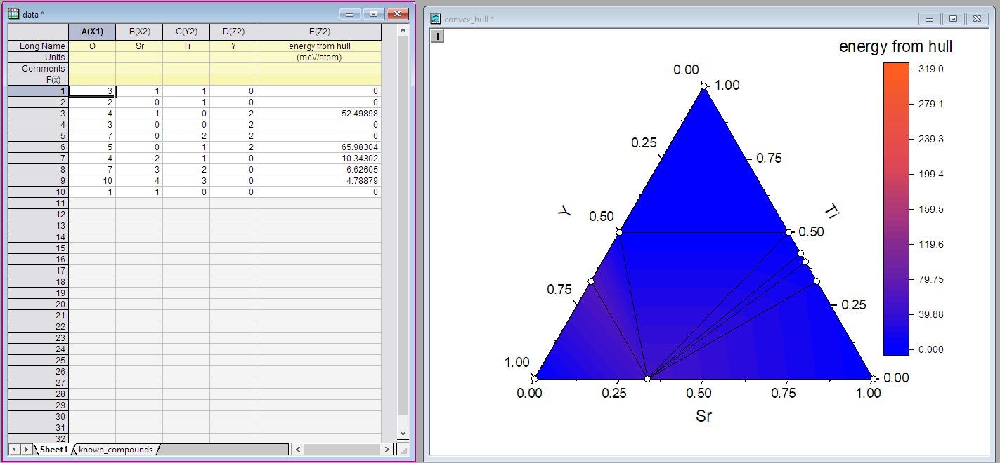 data *
A(X1) B(X2) C(Y2) D(Z2) E(Z2)
Long Name O Sr Ti Y energy from hull
Units (meV/atom)
Comments
F(x)=
1 3 1 1 0 0
2 2 0 1 0 0
3 4 1 0 2 52.49898
4 3 0 0 2 0
5 7 0 2 2 0
6 5 0 1 2 65.98304
7 4 2 1 0 10.34302
8 7 3 2 0 6.62605
9 10 4 3 0 4.78879
10 1 1 0 0 0
11
12
13
14
15
16
17
18
19
20
21
22
23
24
25
26
27
28
29
30
31
32
Sheet1 known_compounds
convex_hull *
1
energy from hull
319.0
279.1
239.3
199.4
159.5
119.6
79.75
39.88
0.000
0.00
1.00
0.25
0.75
Y
Ti
0.50
0.50
0.75
0.25
1.00
0.00
0.00 0.25 0.50 0.75 1.00
Sr